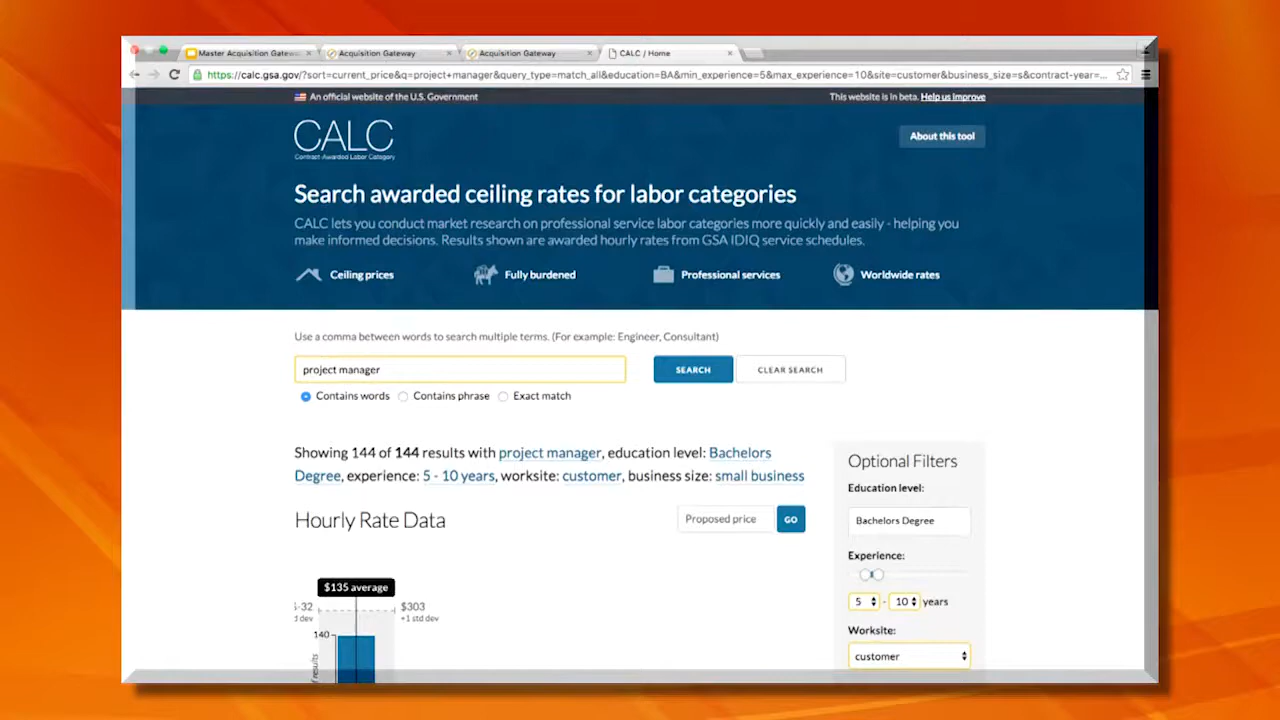 Master Acquisition Gatew
Acquisition Gateway
Acquisition Gateway
CALC / Home
https://calc.gsa.gov/?sort=current_price&q=project+manager&query_type=match_all&education=BA&min_experience=5&max_experience=10&site=customer&business_size=s&contract-year=...
An official website of the U.S. Government
This website is in beta. Help us improve
CALC
Contract-Awarded Labor Category
About this tool
Search awarded ceiling rates for labor categories
CALC lets you conduct market research on professional service labor categories more quickly and easily - helping you
make informed decisions. Results shown are awarded hourly rates from GSA IDIQ service schedules.
Ceiling prices
Fully burdened
Professional services
Worldwide rates
Use a comma between words to search multiple terms. (For example: Engineer, Consultant)
project manager
SEARCH
CLEAR SEARCH
Contains words
Contains phrase
Exact match
Showing 144 of 144 results with project manager, education level: Bachelors
Degree, experience: 5 - 10 years, worksite: customer, business size: small business
Hourly Rate Data
Proposed price
GO
$135 average
$-32
d dev
$303
+1 std dev
140
f results
Optional Filters
Education level:
Bachelors Degree
Experience:
5 - 10 years
Worksite:
customer